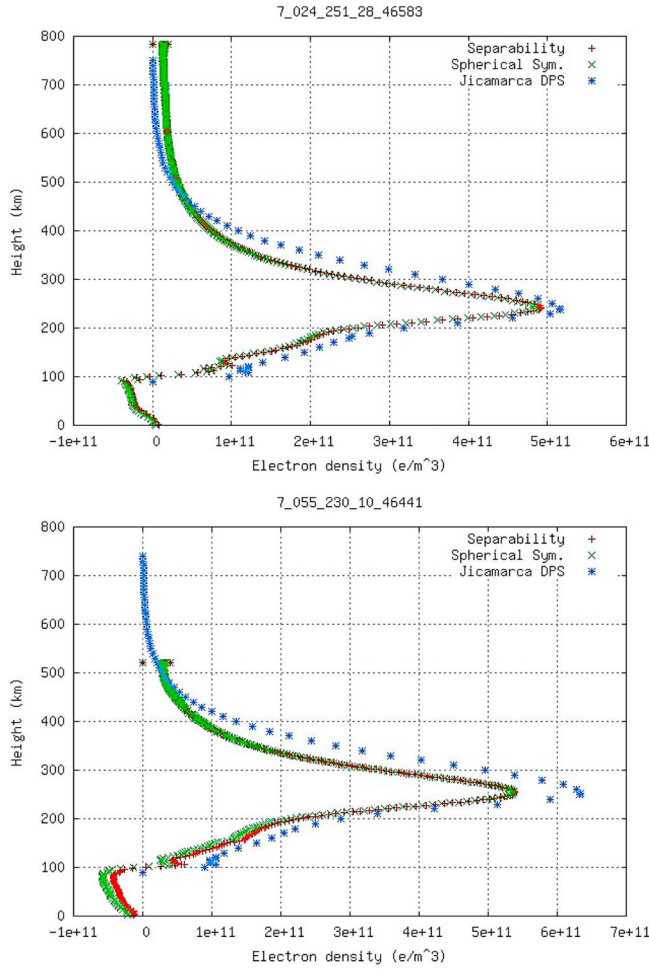 7_024_251_28_46583
800
700
600
500
400
300
200
100
0
Height (km)
Separability
Spherical Sym.
Jicamarca DPS
-1e+11 0 1e+11 2e+11 3e+11 4e+11 5e+11 6e+11
Electron density (e/m^3)
7_055_230_10_46441
800
700
600
500
400
300
200
100
0
Height (km)
Separability
Spherical Sym.
Jicamarca DPS
-1e+11 0 1e+11 2e+11 3e+11 4e+11 5e+11 6e+11 7e+11
Electron density (e/m^3)